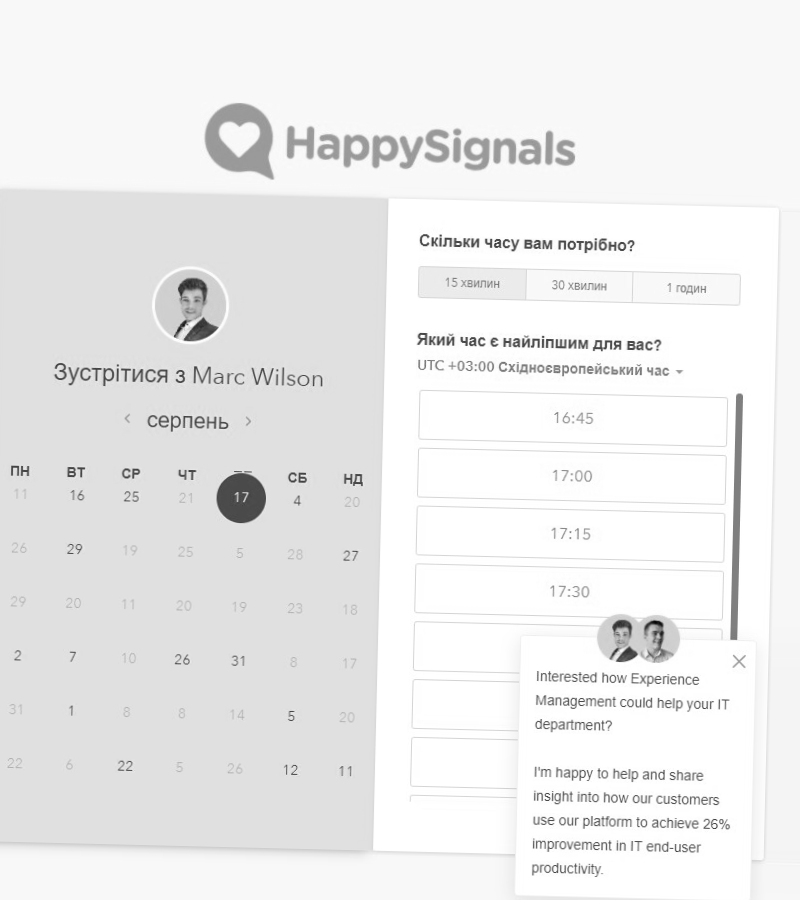 HappySignals
Зустрітися з Marc Wilson
серпень
ПН ВТ СР ЧТ СБ НД
11 16 25 21 17 4 20
26 29 19 25 5 28 27
29 20 11 20 19 23 18
2 7 10 26 31 8 17
31 1 8 8 14 5 20
22 6 22 5 26 12 11
Скільки часу вам потрібно?
15 хвилин 30 хвилин 1 годин
Який час є найліпшим для вас?
UTC +03:00 Східноєвропейський час
16:45
17:00
17:15
17:30
Interested how Experience
Management could help your IT
department?
I'm happy to help and share
insight into how our customers
use our platform to achieve 26%
improvement in IT end-user
productivity.